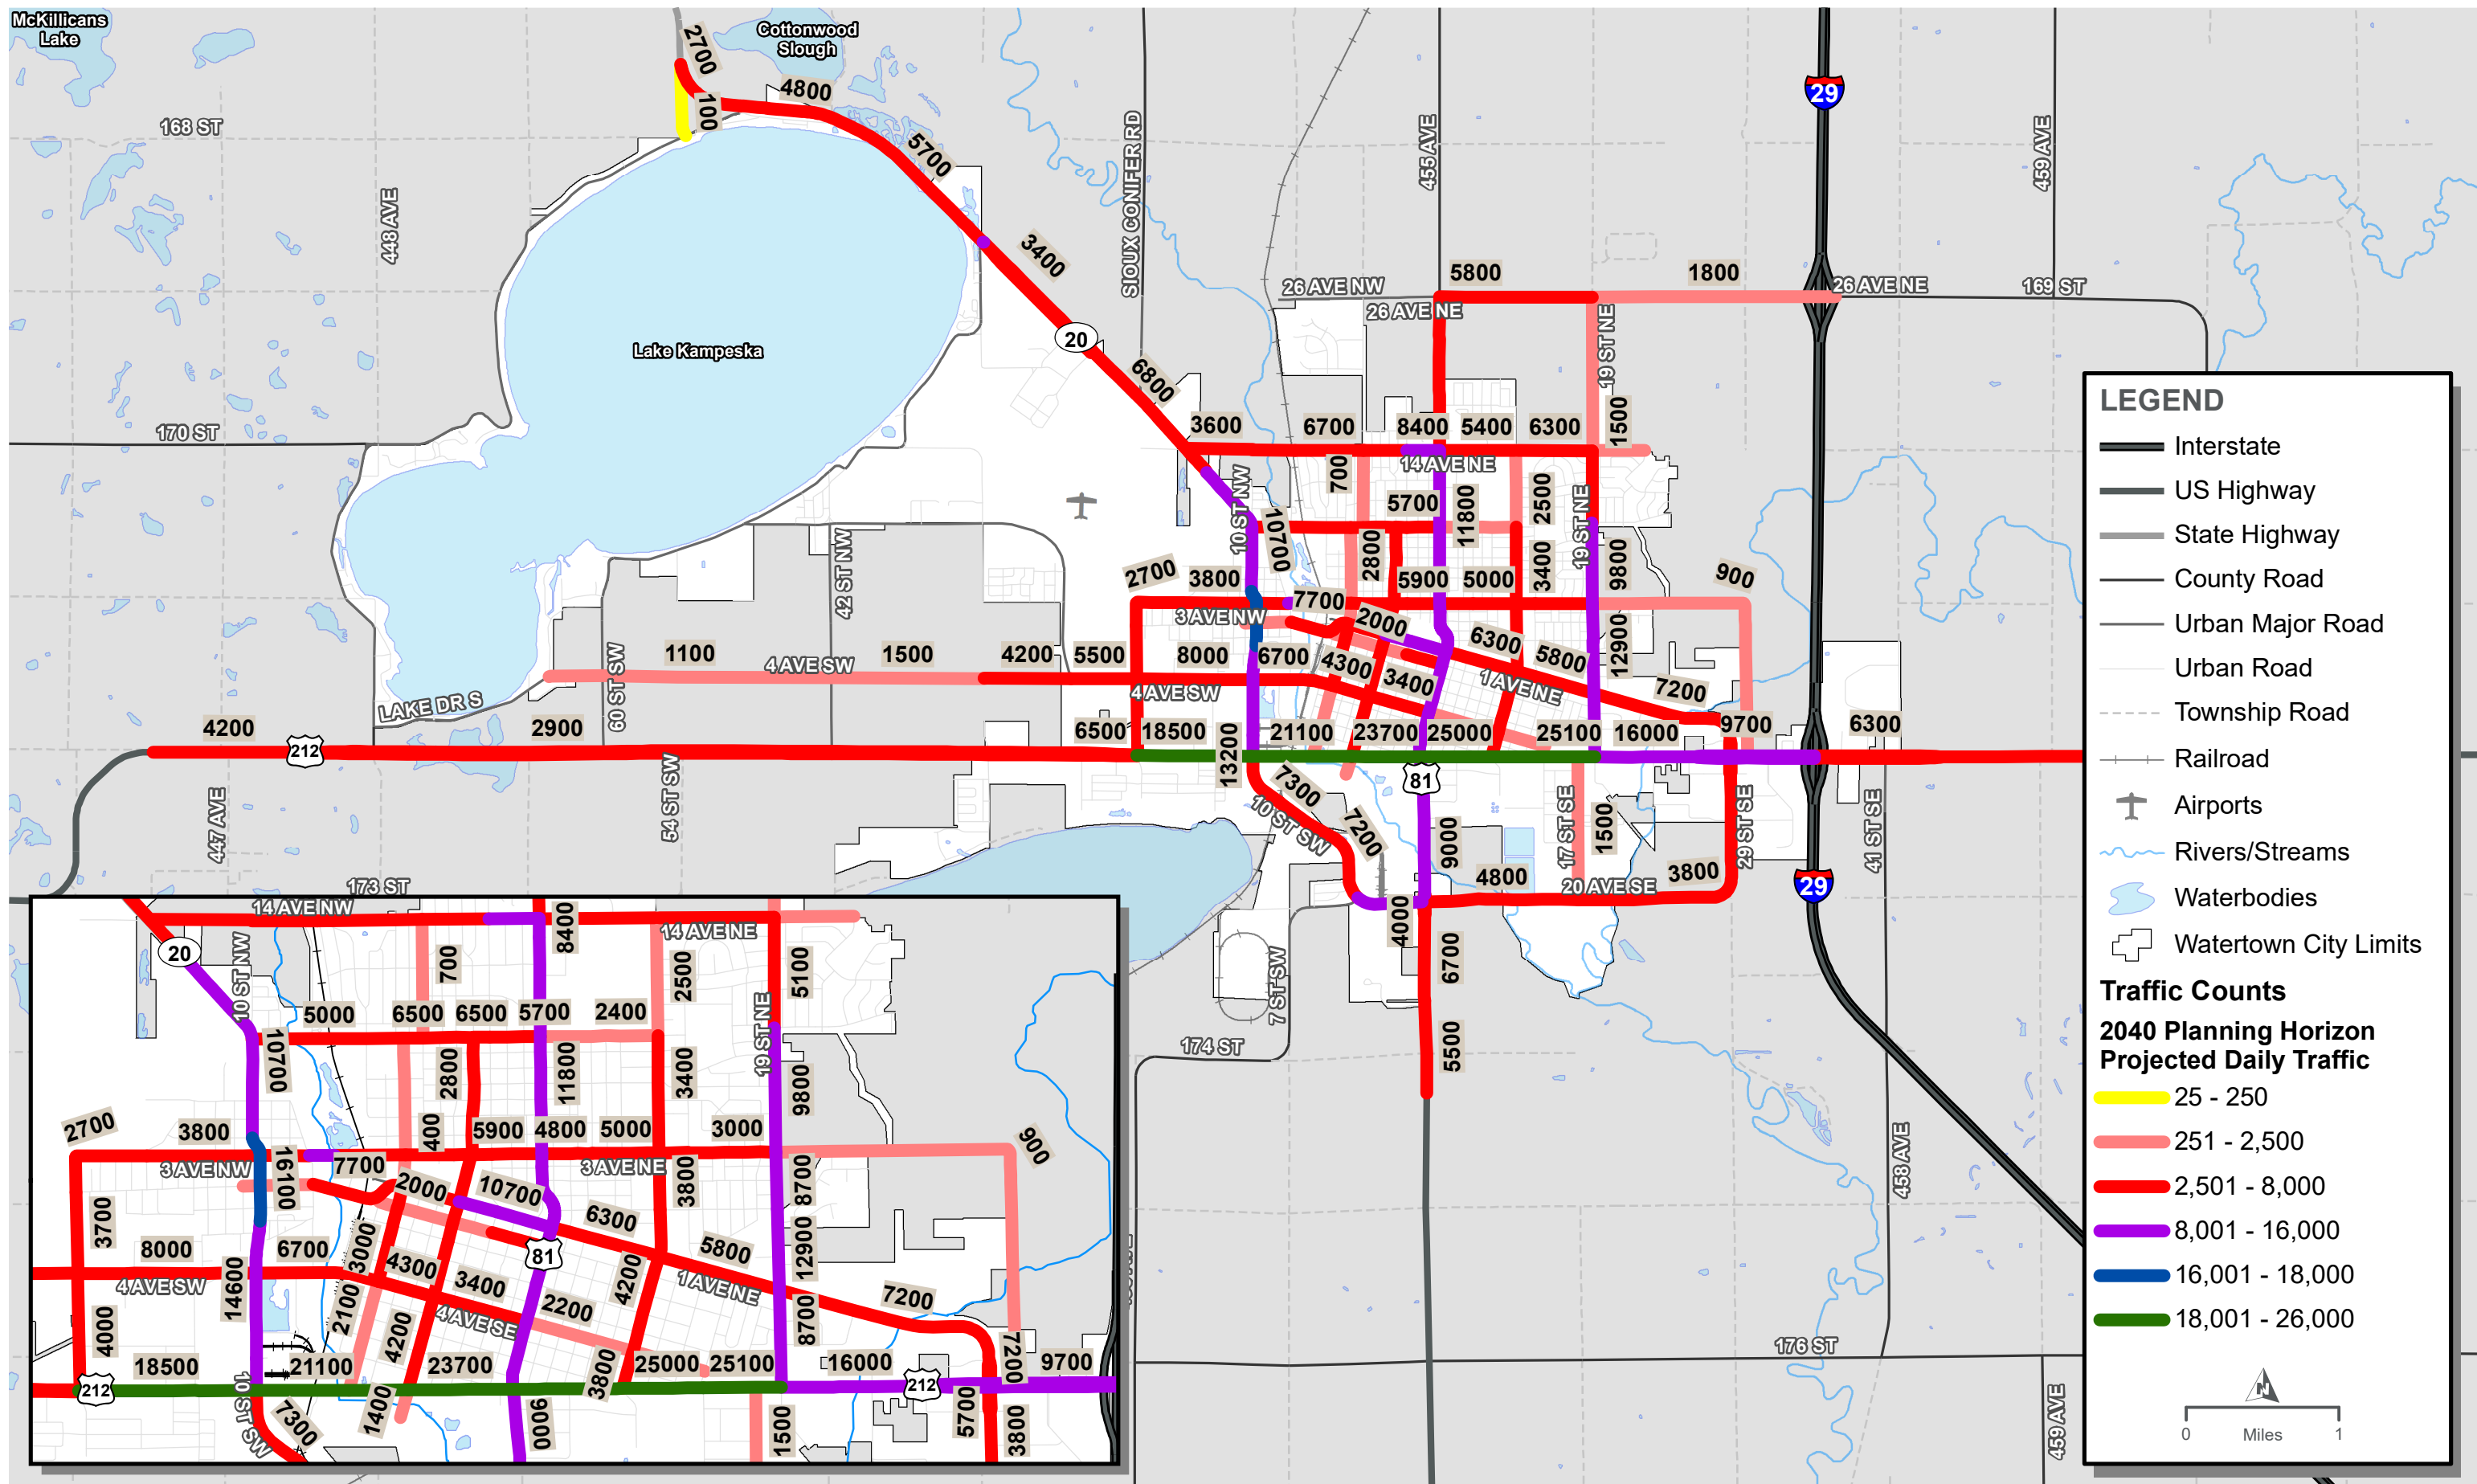 McKillicans
Lake
Cottonwood
Slough
2700
100
4800
5700
168 ST
448 AVE
SIOUX CONIFER RD
455 AVE
29
459 AVE
3400
Lake Kampeska
20
26 AVE NW
26 AVE NE
5800
1800
26 AVE NE
169 ST
19 ST NE
6800
170 ST
3600
6700
8400
5400
6300
1500
14 AVE NE
700
10 ST NW
5700
11800
2500
19 ST NE
10700
42 ST NW
2700
3800
2800
5900
5000
3400
9800
900
3 AVE NW
7700
2000
6300
12900
1100
4 AVE SW
1500
4200
5500
8000
6700
4300
3400
5800
1 AVE NE
7200
60 ST SW
LAKE DR S
4 AVE SW
4200
212
2900
6500
18500
13200
21100
23700
25000
25100
16000
9700
6300
81
54 ST SW
447 AVE
7300
10 ST SW
7200
9000
17 ST SE
1500
29 ST SE
41 ST SE
4800
3800
20 AVE SE
29
4000
6700
7 ST SW
5500
173 ST
174 ST
458 AVE
176 ST
459 AVE
14 AVE NW
20
10 ST NW
8400
14 AVE NE
700
2500
5100
5000
6500
6500
5700
2400
19 ST NE
10700
2800
11800
3400
9800
2700
3800
400
5900
4800
5000
3000
900
3 AVE NW
16100
7700
3 AVE NE
3800
8700
2000
10700
6300
3700
8000
6700
3000
4300
81
5800
12900
4 AVE SW
14600
3400
4200
1 AVE NE
7200
2100
2200
8700
4000
4200
4 AVE SE
18500
21100
23700
3800
25000
25100
16000
7200
9700
212
212
10 ST SW
7300
1400
9000
1500
5700
3800
LEGEND
Interstate
US Highway
State Highway
County Road
Urban Major Road
Urban Road
Township Road
Railroad
Airports
Rivers/Streams
Waterbodies
Watertown City Limits
Traffic Counts
2040 Planning Horizon
Projected Daily Traffic
25 - 250
251 - 2,500
2,501 - 8,000
8,001 - 16,000
16,001 - 18,000
18,001 - 26,000
N
0 Miles 1